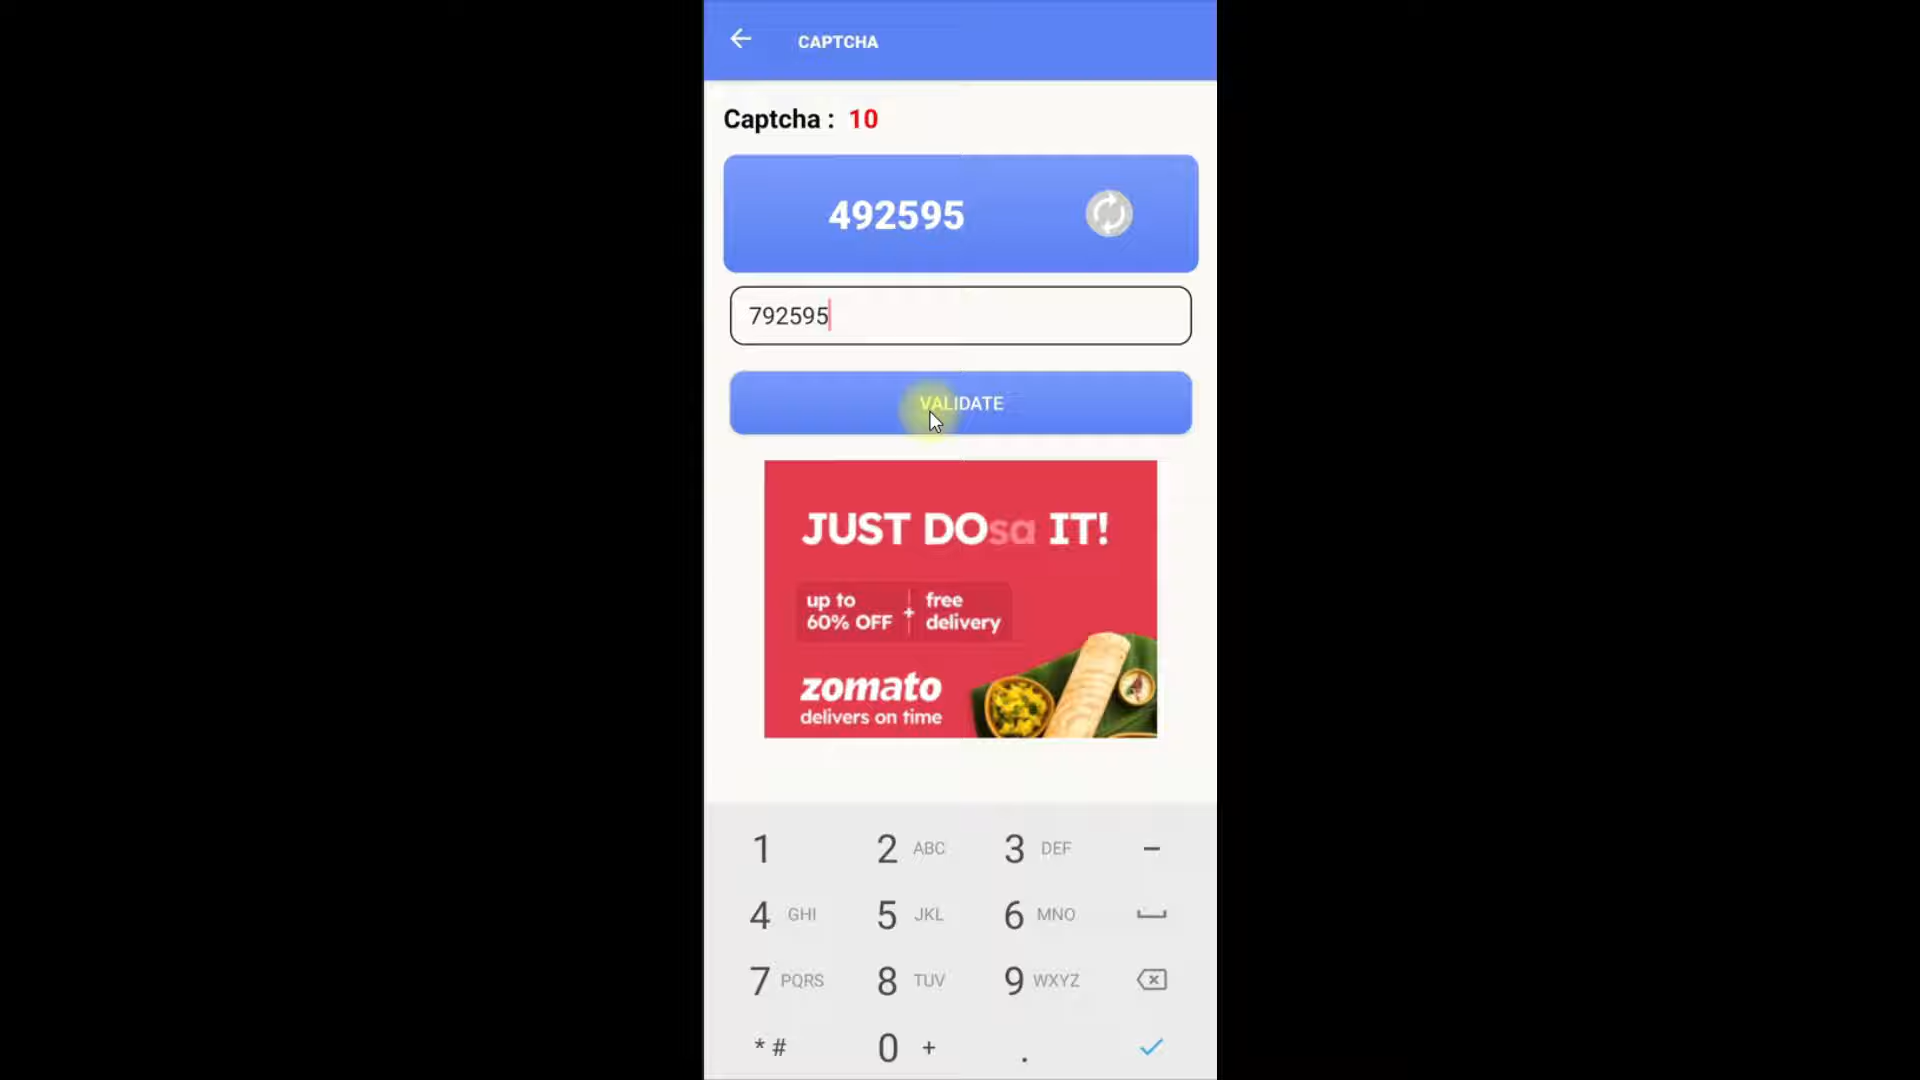 CAPTCHA
Captcha : 10
492595
792595
VALIDATE
JUST DOsa IT!
up to
60% OFF
+
free
delivery
zomato
delivers on time
1 2 ABC 3 DEF -
4 GHI 5 JKL 6 MNO
7 PQRS 8 TUV 9 WXYZ
* # 0 + .